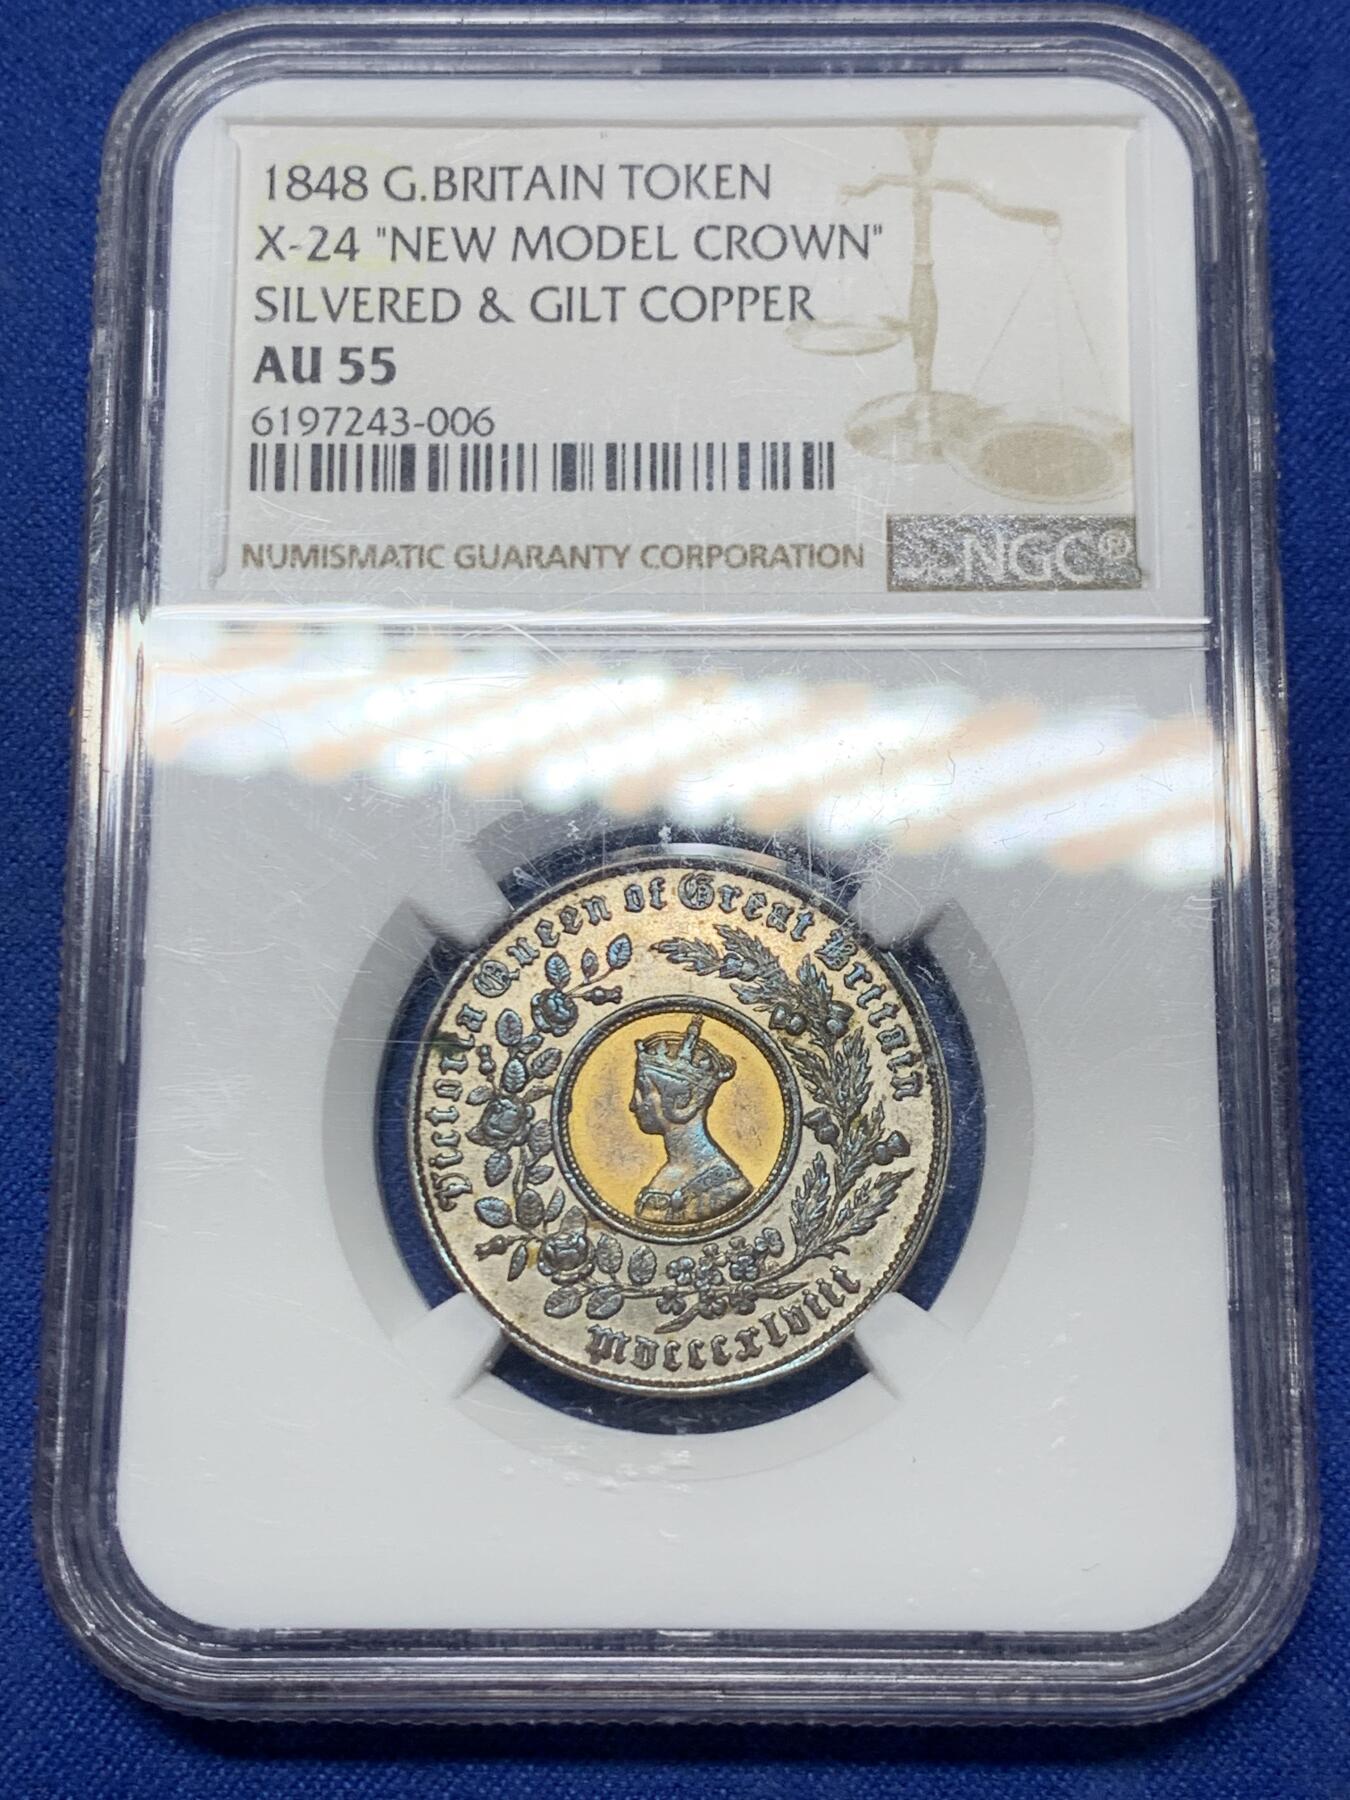 1848 G.BRITAIN TOKEN
X-24 "NEW MODEL CROWN"
SILVERED & GILT COPPER
AU 55
6197243-006
NUMISMATIC GUARANTY CORPORATION
NGC®
Victoria Queen of Great Britain
Mdcccxlviii